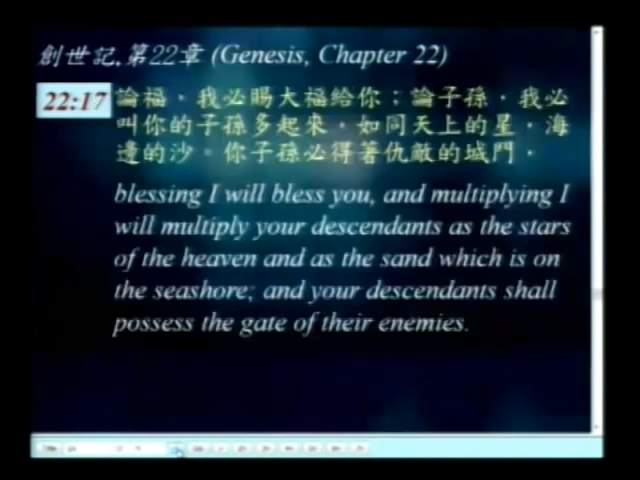 創世記,第22章 (Genesis, Chapter 22)
22:17 論福，我必賜大福給你；論子孫，我必
叫你的子孫多起來，如同天上的星，海
邊的沙。你子孫必得著仇敵的城門，
blessing I will bless you, and multiplying I
will multiply your descendants as the stars
of the heaven and as the sand which is on
the seashore; and your descendants shall
possess the gate of their enemies.